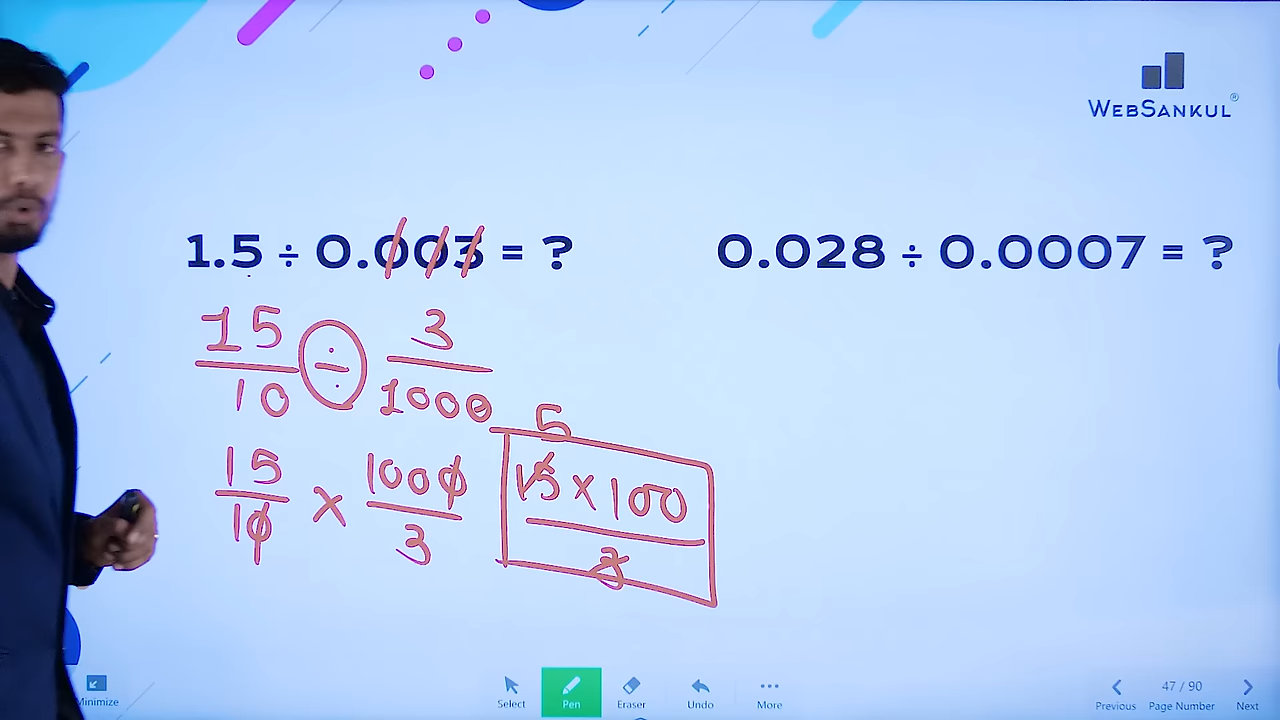 WEBSANKUL®
1.5 ÷ 0.003 = ?
0.028 ÷ 0.0007 = ?
15/10 ÷ 3/1000
15/10 × 1000/3
5
15 × 100/3
Minimize
Select
Pen
Eraser
Undo
More
Previous
47 / 90
Page Number
Next